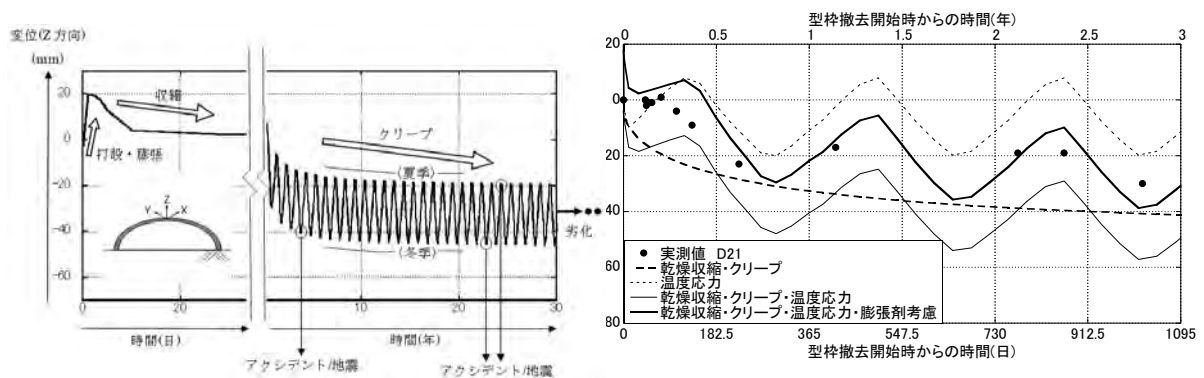 変位(Z方向)
(mm)
20
0
−20
−40
−60
収縮
打設・膨張
クリープ
(夏季)
(冬季)
劣化
Z
Y
X
0
20
10
20
30
時間(日)
時間(年)
アクシデント/地震
アクシデント/地震
型枠撤去開始時からの時間(年)
0
0.5
1
1.5
2
2.5
3
20
0
20
40
60
80
実測値 D21
乾燥収縮・クリープ
温度応力
乾燥収縮・クリープ・温度応力
乾燥収縮・クリープ・温度応力・膨張剤考慮
0
182.5
365
547.5
730
912.5
1095
型枠撤去開始時からの時間(日)